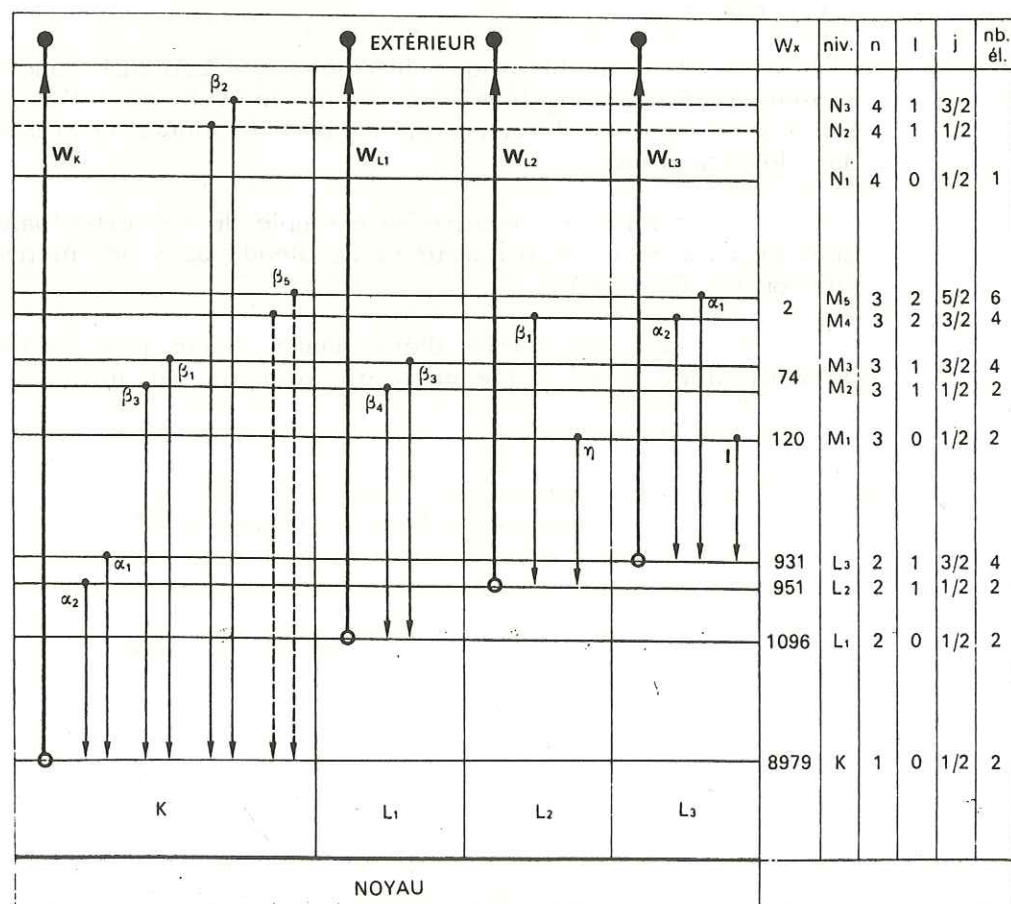 EXTÉRIEUR Wx niv. n l j nb. él.
β₂ N₃ 4 1 3/2
N₂ 4 1 1/2
W_K W_L1 W_L2 W_L3
N₁ 4 0 1/2 1
β₅ α₁ M₅ 3 2 5/2 6
β₁ α₂ 2 M₄ 3 2 3/2 4
β₁ β₃ M₃ 3 1 3/2 4
β₃ β₄ 74 M₂ 3 1 1/2 2
η l 120 M₁ 3 0 1/2 2
α₁ 931 L₃ 2 1 3/2 4
α₂ 951 L₂ 2 1 1/2 2
1096 L₁ 2 0 1/2 2
8979 K 1 0 1/2 2
K L₁ L₂ L₃
NOYAU